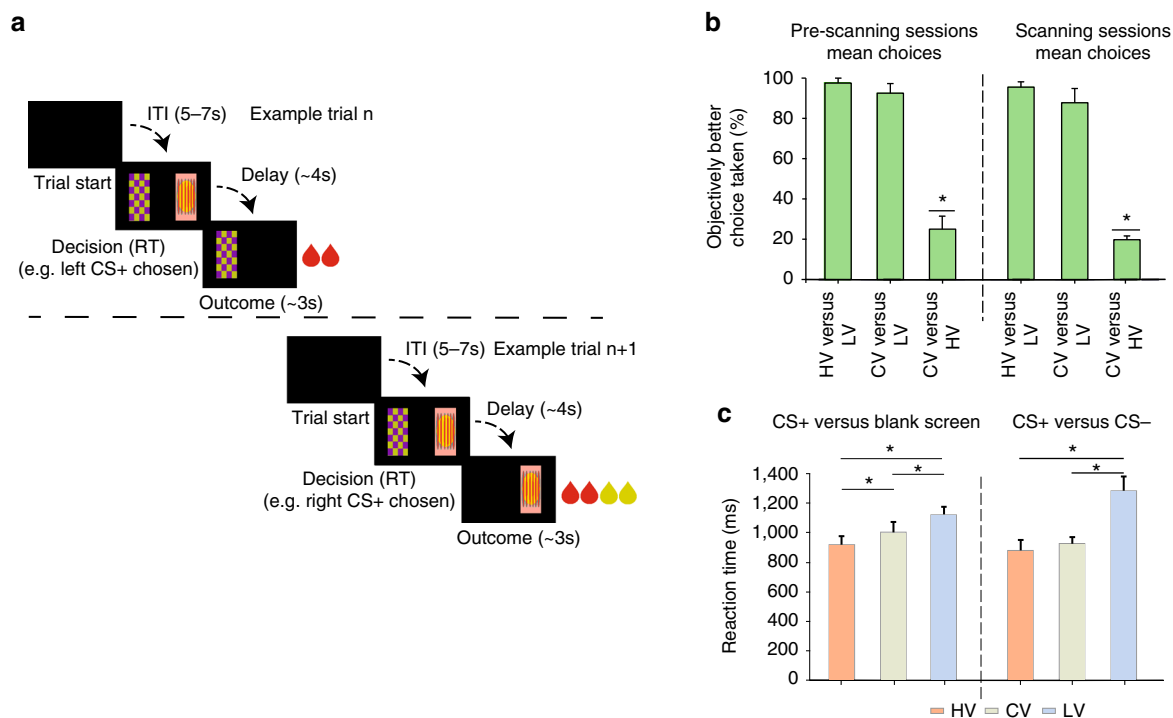 a
ITI (5–7s)
Example trial n
Trial start
Delay (~4s)
Decision (RT)
(e.g. left CS+ chosen)
Outcome (~3s)
ITI (5–7s)
Example trial n+1
Trial start
Delay (~4s)
Decision (RT)
(e.g. right CS+ chosen)
Outcome (~3s)
b
Pre-scanning sessions
mean choices
Scanning sessions
mean choices
Objectively better
choice taken (%)
100
80
60
40
20
0
*
*
HV versus
LV
CV versus
LV
CV versus
HV
HV versus
LV
CV versus
LV
CV versus
HV
c
CS+ versus blank screen
CS+ versus CS–
Reaction time (ms)
1,400
1,200
1,000
800
600
400
200
0
*
*
*
*
*
HV
CV
LV